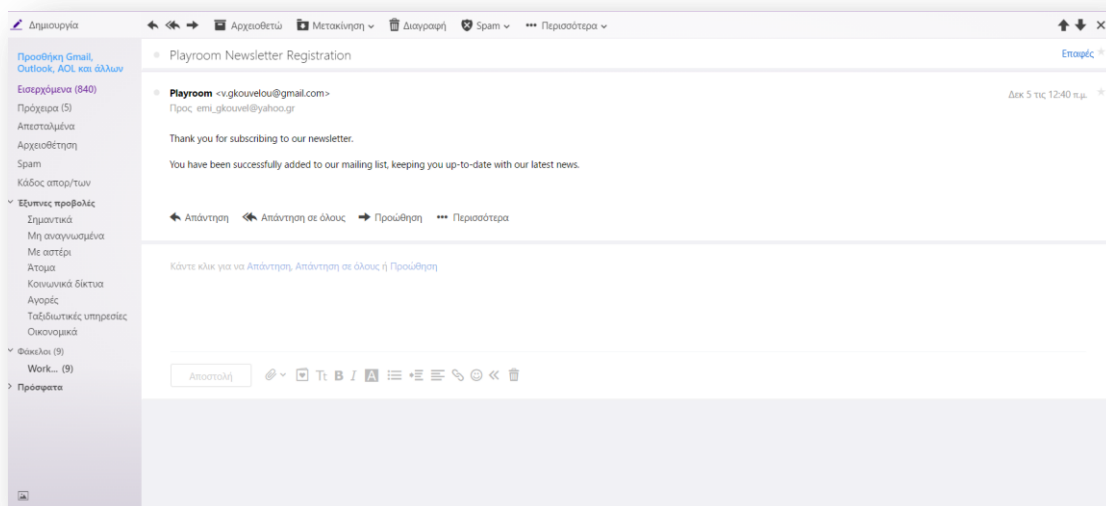 Δημιουργία
Αρχειοθετώ Μετακίνηση Διαγραφή Spam ••• Περισσότερα
Προσθήκη Gmail,
Outlook, AOL και άλλων
Εισερχόμενα (840)
Πρόχειρα (5)
Απεσταλμένα
Αρχειοθέτηση
Spam
Κάδος απορ/των
Έξυπνες προβολές
Σημαντικά
Μη αναγνωσμένα
Με αστέρι
Άτομα
Κοινωνικά δίκτυα
Αγορές
Ταξιδιωτικές υπηρεσίες
Οικονομικά
Φάκελοι (9)
Work... (9)
Πρόσφατα
Playroom Newsletter Registration
Επαφές
Playroom <v.gkouvelou@gmail.com>
Δεκ 5 τις 12:40 π.μ.
Προς emi_gkouvel@yahoo.gr
Thank you for subscribing to our newsletter.
You have been successfully added to our mailing list, keeping you up-to-date with our latest news.
Απάντηση Απάντηση σε όλους Προώθηση ••• Περισσότερα
Κάντε κλικ για να Απάντηση, Απάντηση σε όλους ή Προώθηση
Αποστολή Tt B I A